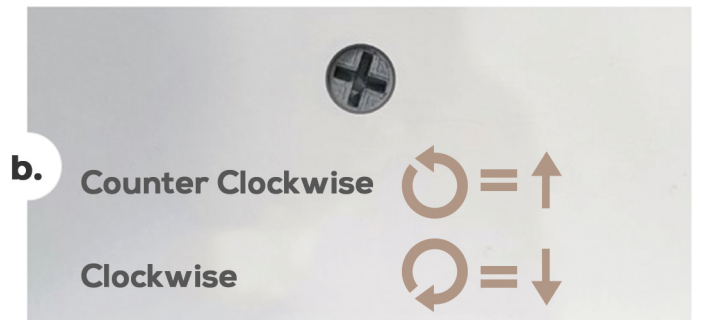 b.
Counter Clockwise = ↑
Clockwise = ↓